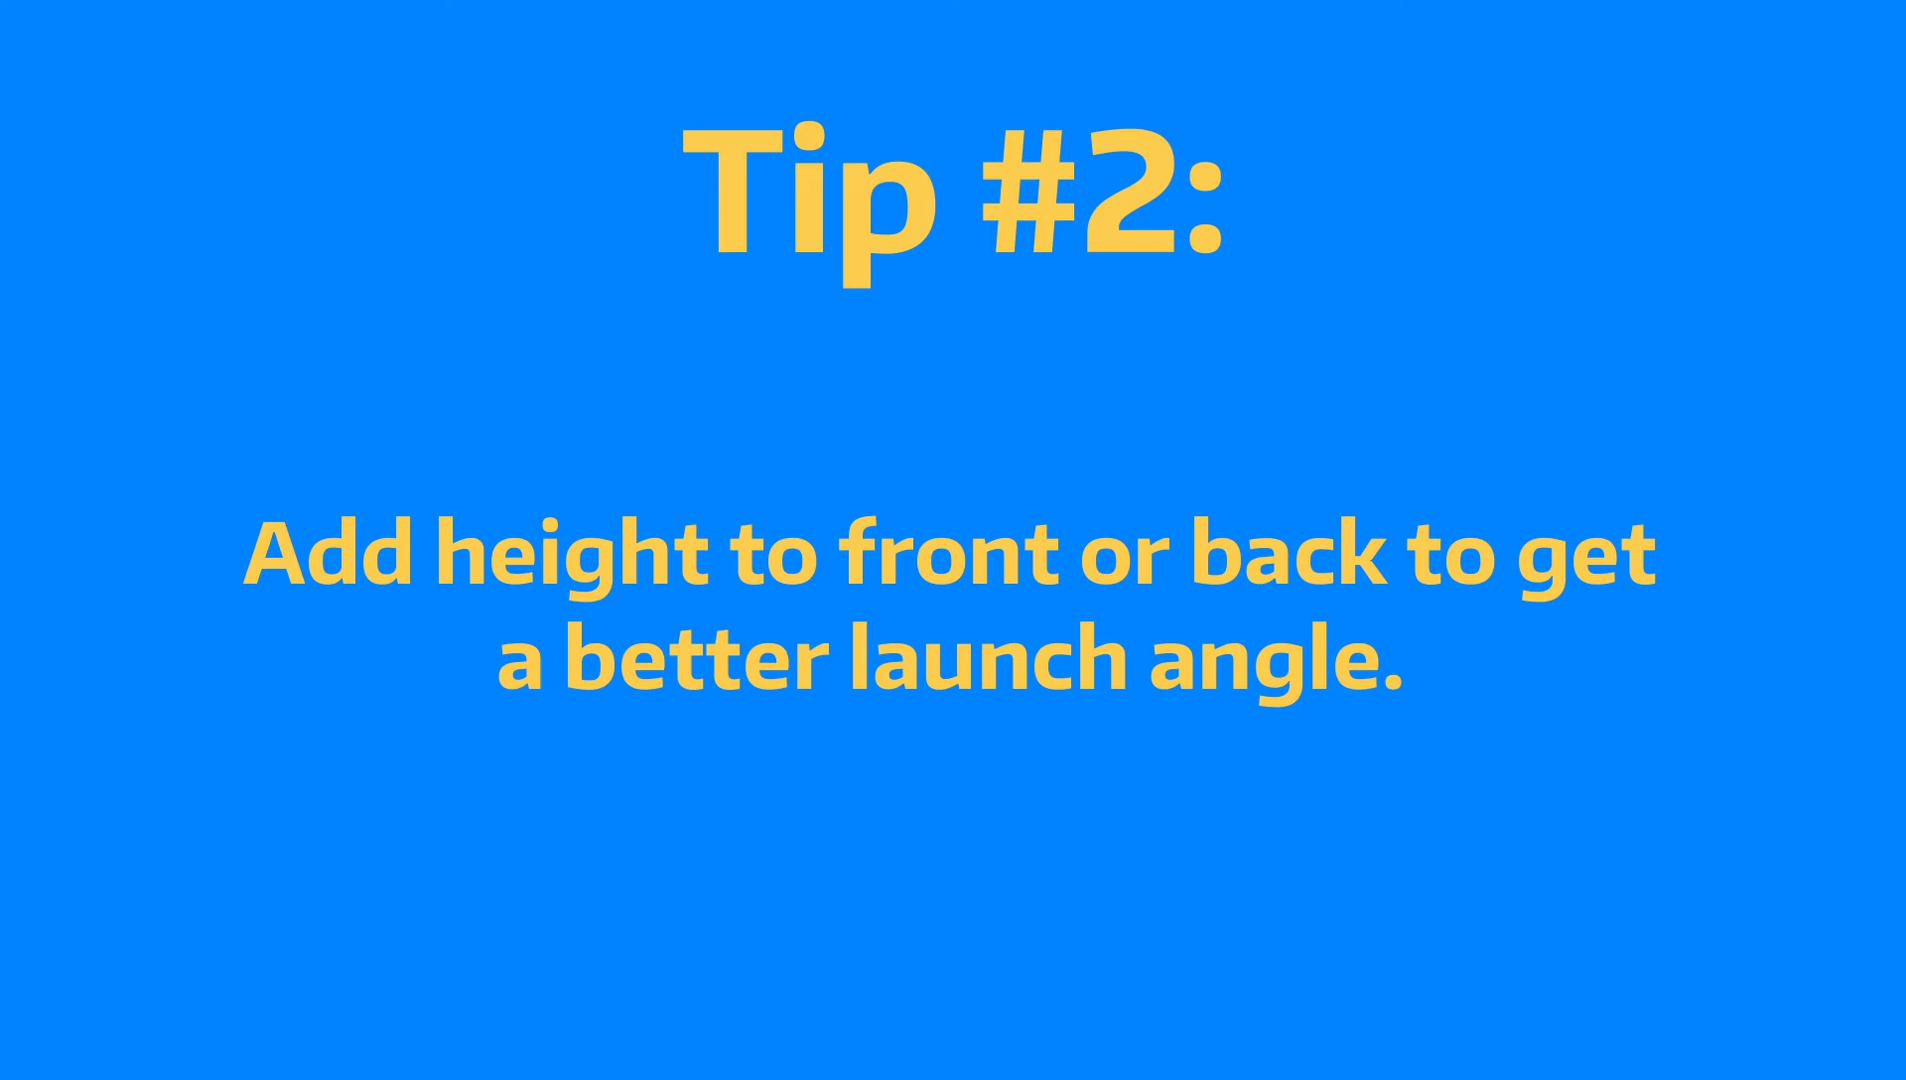 Tip #2:
Add height to front or back to get
a better launch angle.